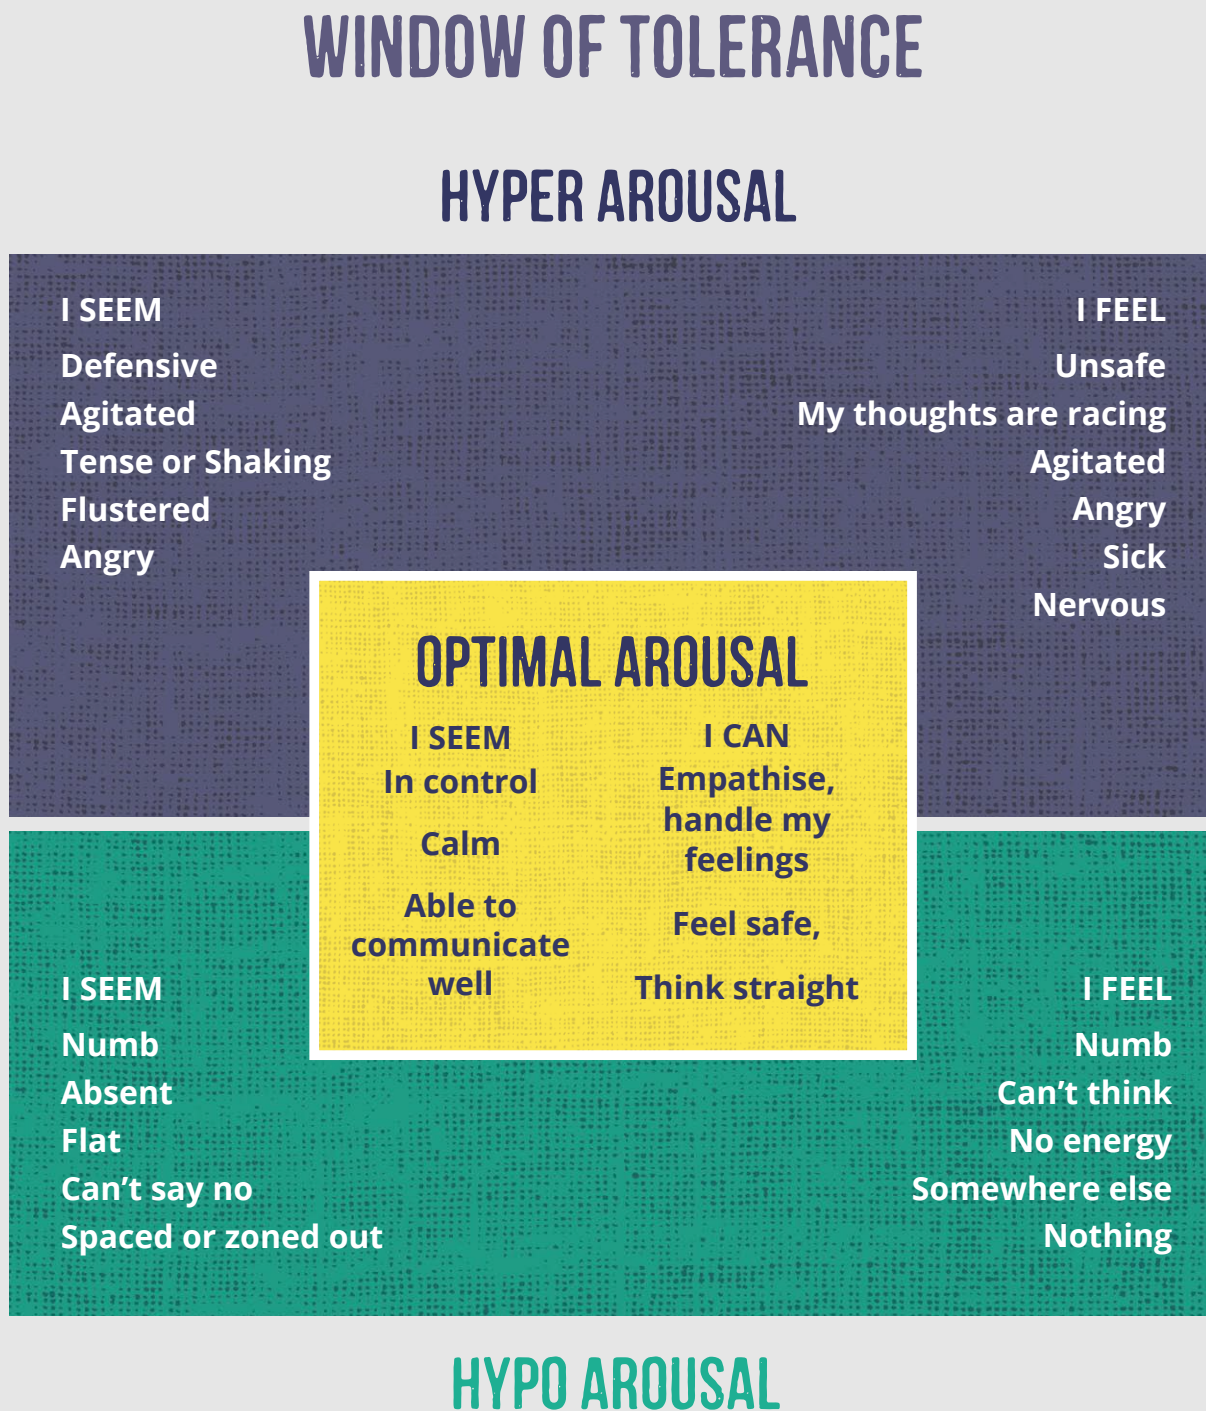 WINDOW OF TOLERANCE
HYPER AROUSAL
I SEEM
Defensive
Agitated
Tense or Shaking
Flustered
Angry
I FEEL
Unsafe
My thoughts are racing
Agitated
Angry
Sick
Nervous
OPTIMAL AROUSAL
I SEEM
In control
Calm
Able to
communicate
well
I CAN
Empathise,
handle my
feelings
Feel safe,
Think straight
I SEEM
Numb
Absent
Flat
Can’t say no
Spaced or zoned out
I FEEL
Numb
Can’t think
No energy
Somewhere else
Nothing
HYPO AROUSAL